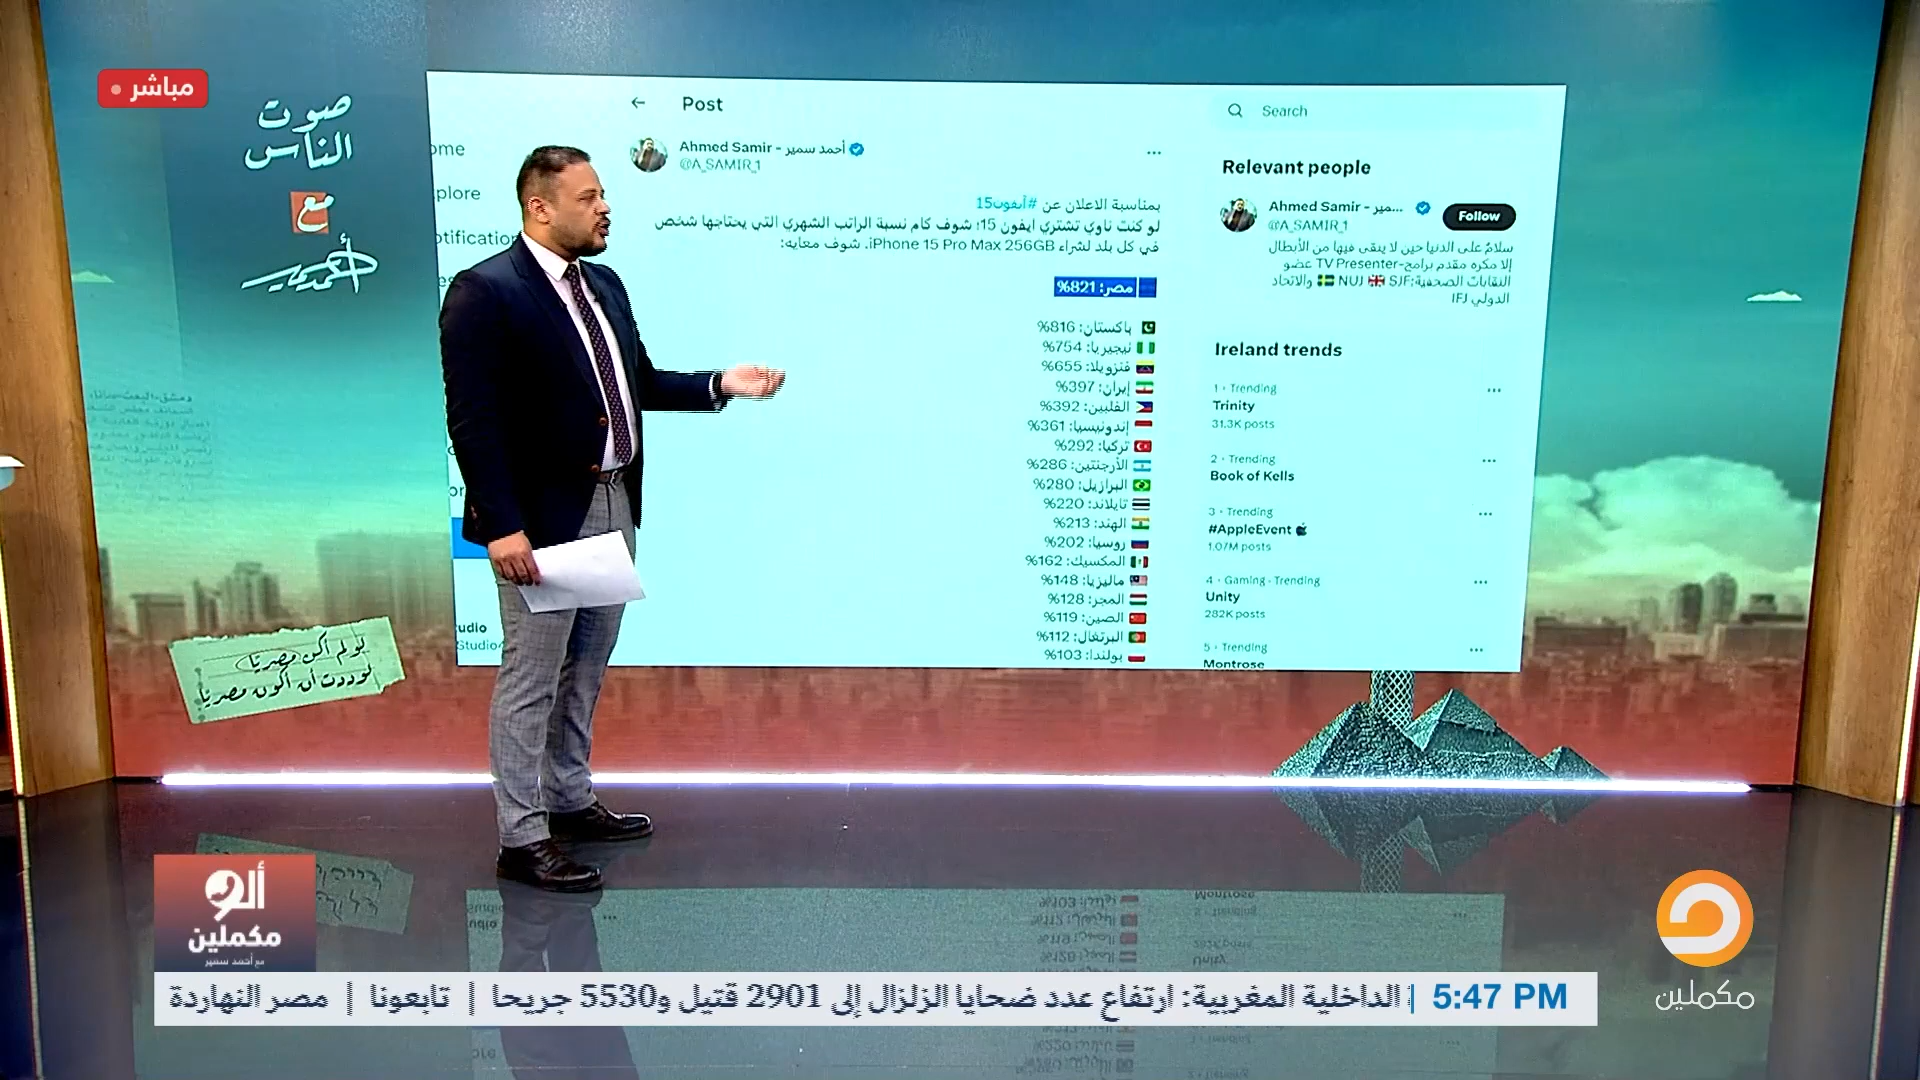 مباشر
صوت
الناس
مع
أحمد سمير
Post
Search
Ahmed Samir - أحمد سمير
@A_SAMIR_1
بمناسبة الاعلان عن #أيفون15
لو كنت ناوي تشتري ايفون 15؛ شوف كام نسبة الراتب الشهري التي يحتاجها شخص
في كل بلد لشراء iPhone 15 Pro Max 256GB. شوف معايه:
مصر: 821%
باكستان: 816%
نيجيريا: 754%
فنزويلا: 655%
إيران: 397%
الفلبين: 392%
إندونيسيا: 361%
تركيا: 292%
الأرجنتين: 286%
البرازيل: 280%
تايلاند: 220%
الهند: 213%
روسيا: 202%
المكسيك: 162%
ماليزيا: 148%
المجر: 128%
الصين: 119%
البرتغال: 112%
بولندا: 103%
Relevant people
Ahmed Samir - ...سمير
@A_SAMIR_1
Follow
سلامٌ على الدنيا حين لا يبقى فيها من الأبطال
إلا مكره مقدم برامج-TV Presenter عضو
النقابات الصحفية:NUJ SJF والاتحاد
الدولي IFJ
Ireland trends
1 · Trending
Trinity
31.3K posts
2 · Trending
Book of Kells
3 · Trending
#AppleEvent
1.07M posts
4 · Gaming · Trending
Unity
282K posts
5 · Trending
Montrose
ome
plore
otification
udio
Studio
لو لم أكن مصريا
لوددت أن أكون مصريا
ألو
مكملين
مع أحمد سمير
مكملين
5:47 PM
الداخلية المغربية: ارتفاع عدد ضحايا الزلزال إلى 2901 قتيل و5530 جريحا | تابعونا | مصر النهاردة